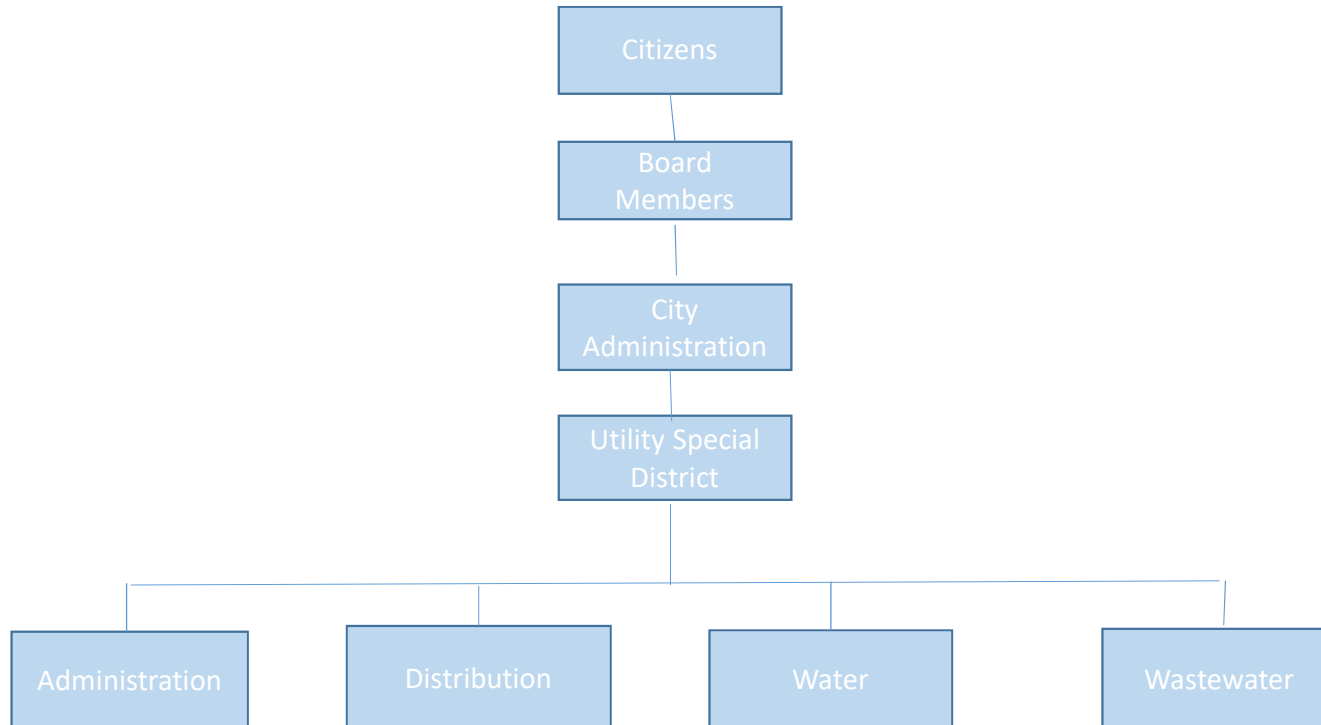 Citizens
Board
Members
City
Administration
Utility Special
District
Administration
Distribution
Water
Wastewater